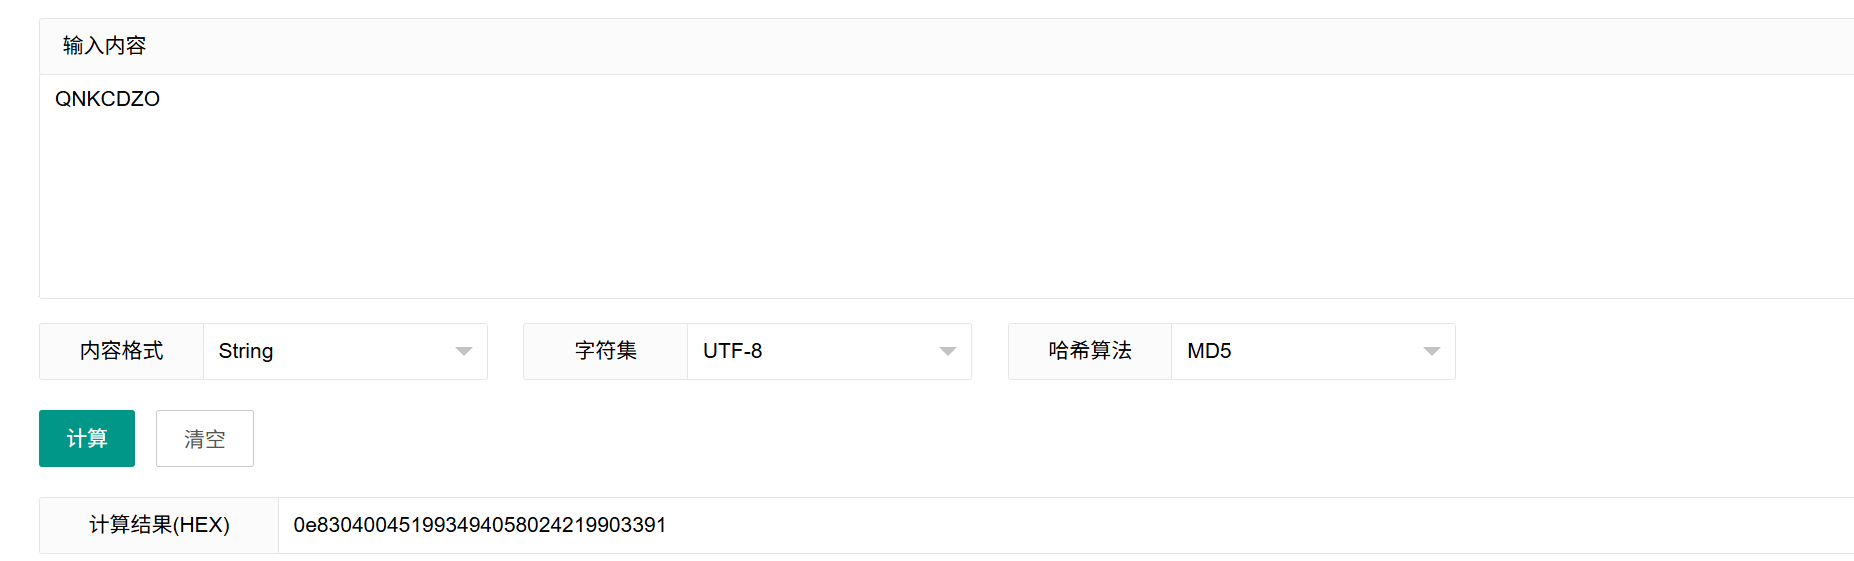 输入内容
QNKCDZO
内容格式 String 字符集 UTF-8 哈希算法 MD5
计算 清空
计算结果(HEX) 0e830400451993494058024219903391